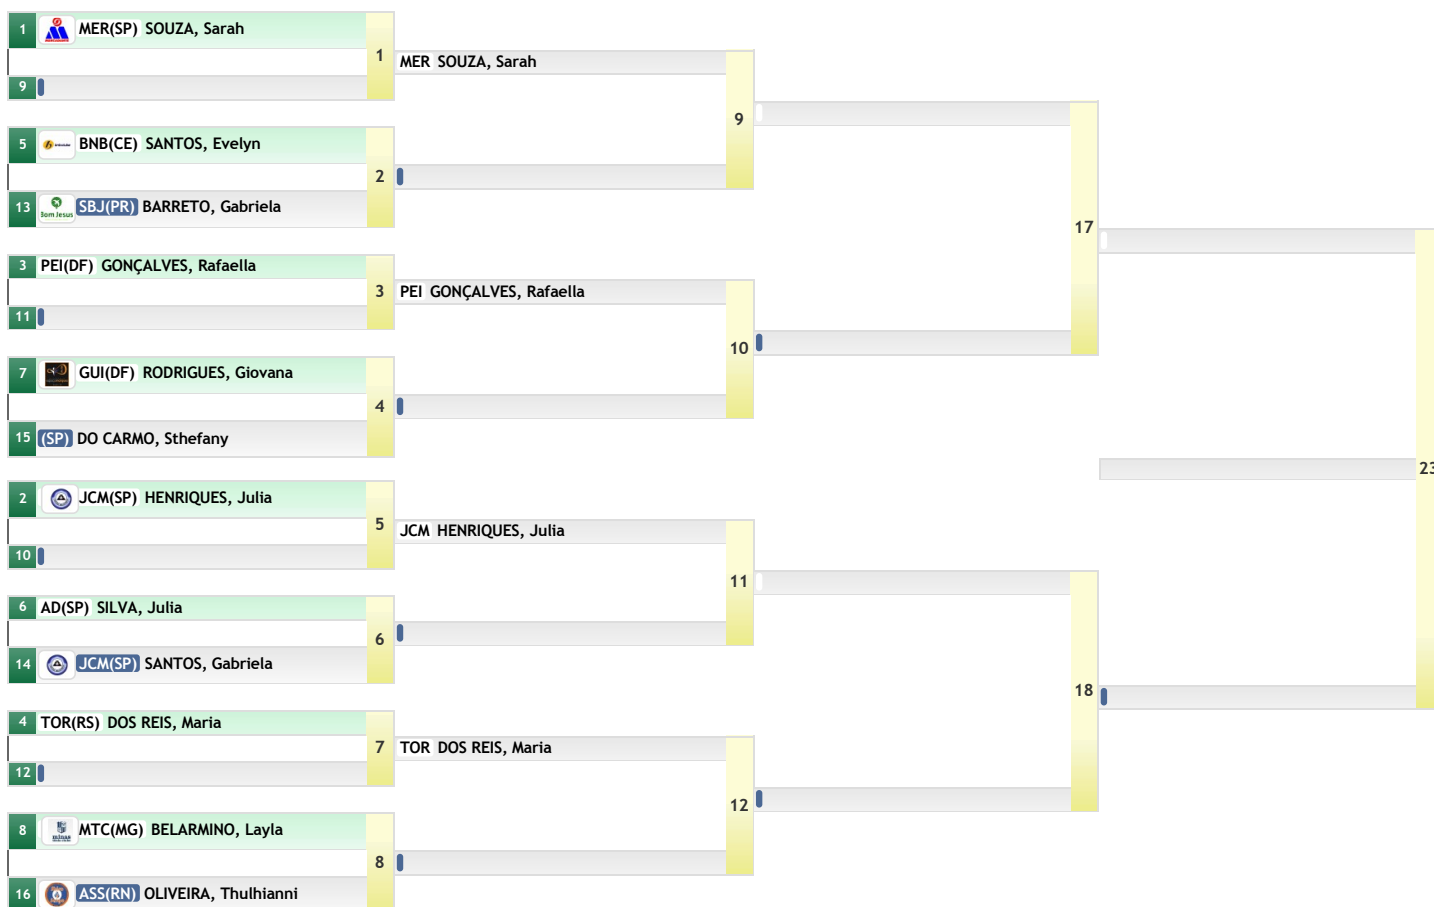 1 MER(SP) SOUZA, Sarah
1
MER SOUZA, Sarah
9
9
5 BNB(CE) SANTOS, Evelyn
2
13 Bom Jesus SBJ(PR) BARRETO, Gabriela
17
3 PEI(DF) GONÇALVES, Rafaella
3
PEI GONÇALVES, Rafaella
11
10
7 GUI(DF) RODRIGUES, Giovana
4
15 (SP) DO CARMO, Sthefany
23
2 JCM(SP) HENRIQUES, Julia
5
JCM HENRIQUES, Julia
10
11
6 AD(SP) SILVA, Julia
6
14 JCM(SP) SANTOS, Gabriela
18
4 TOR(RS) DOS REIS, Maria
7
TOR DOS REIS, Maria
12
12
8 MTC(MG) BELARMINO, Layla
8
16 ASS(RN) OLIVEIRA, Thulhianni